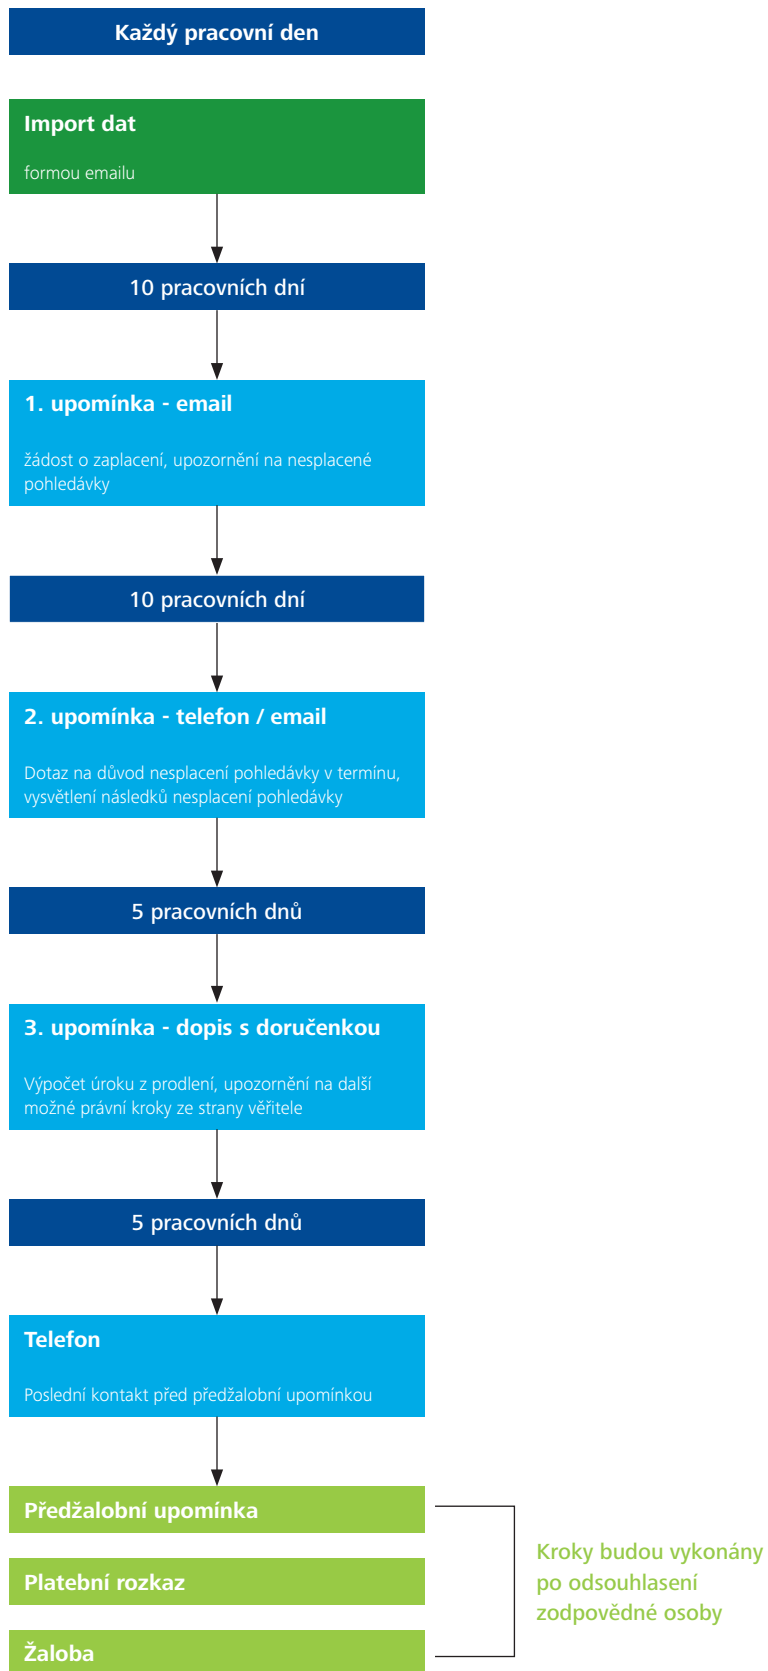 Každý pracovní den
Import dat
formou emailu
10 pracovních dní
1. upomínka - email
žádost o zaplacení, upozornění na nesplacené
pohledávky
10 pracovních dní
2. upomínka - telefon / email
Dotaz na důvod nesplacení pohledávky v termínu,
vysvětlení následků nesplacení pohledávky
5 pracovních dnů
3. upomínka - dopis s doručenkou
Výpočet úroku z prodlení, upozornění na další
možné právní kroky ze strany věřitele
5 pracovních dnů
Telefon
Poslední kontakt před předžalobní upomínkou
Předžalobní upomínka
Platební rozkaz
Žaloba
Kroky budou vykonány
po odsouhlasení
zodpovědné osoby